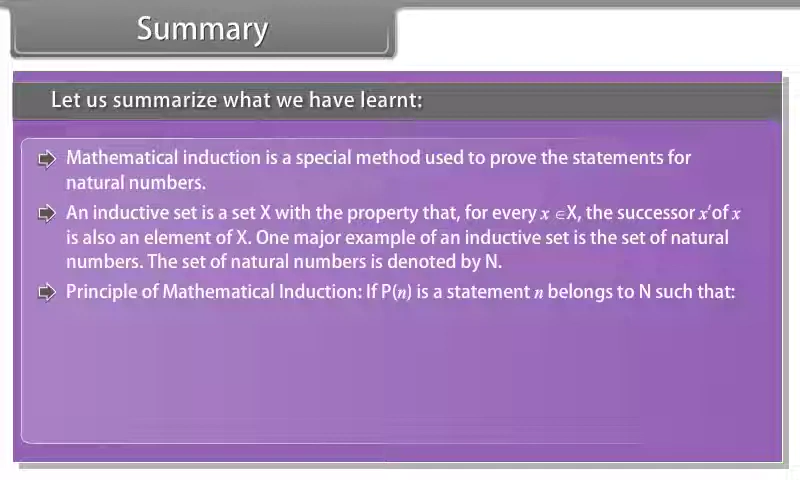 Summary
Let us summarize what we have learnt:
Mathematical induction is a special method used to prove the statements for
natural numbers.
An inductive set is a set X with the property that, for every x ∈X, the successor x′of x
is also an element of X. One major example of an inductive set is the set of natural
numbers. The set of natural numbers is denoted by N.
Principle of Mathematical Induction: If P(n) is a statement n belongs to N such that: